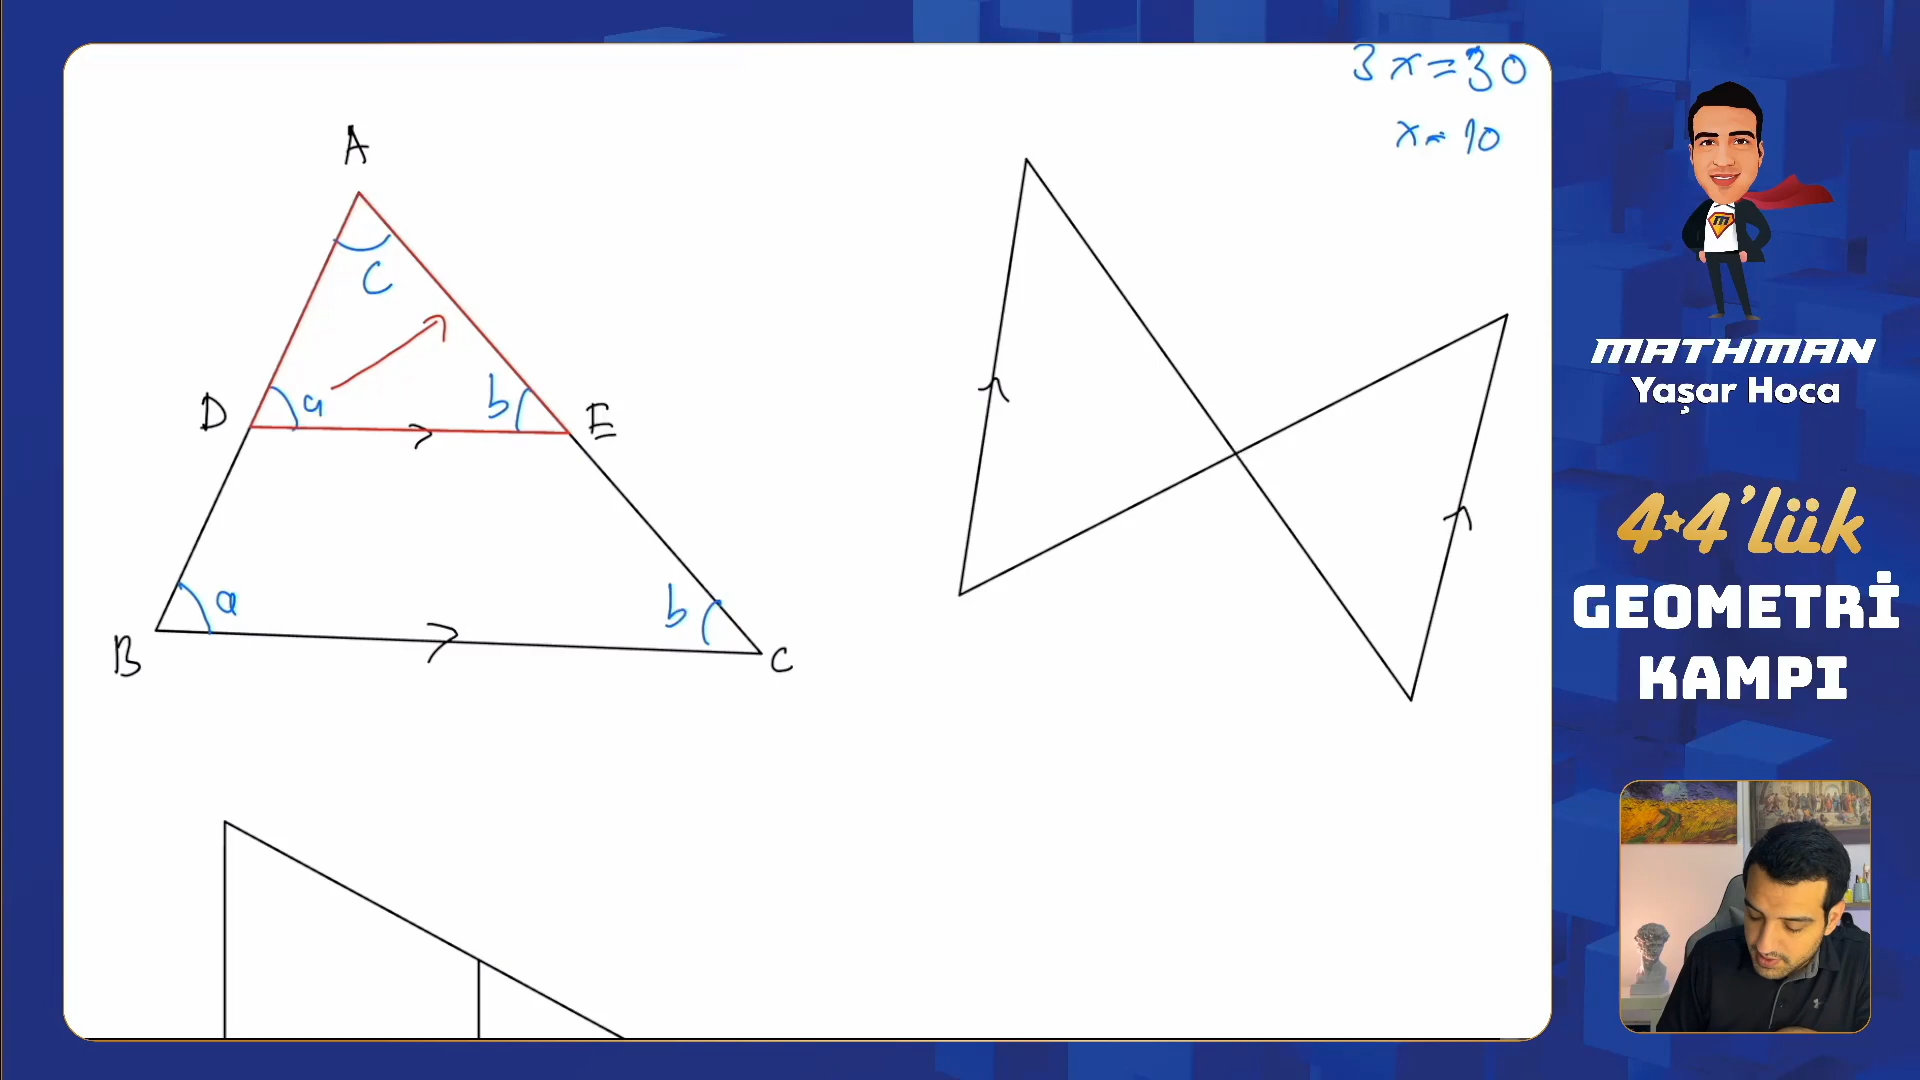 3x=30
x=10
A
C
D
a
b
E
B
a
b
C
M
MATHMAN
Yaşar Hoca
4★4'lük
GEOMETRİ
KAMPI